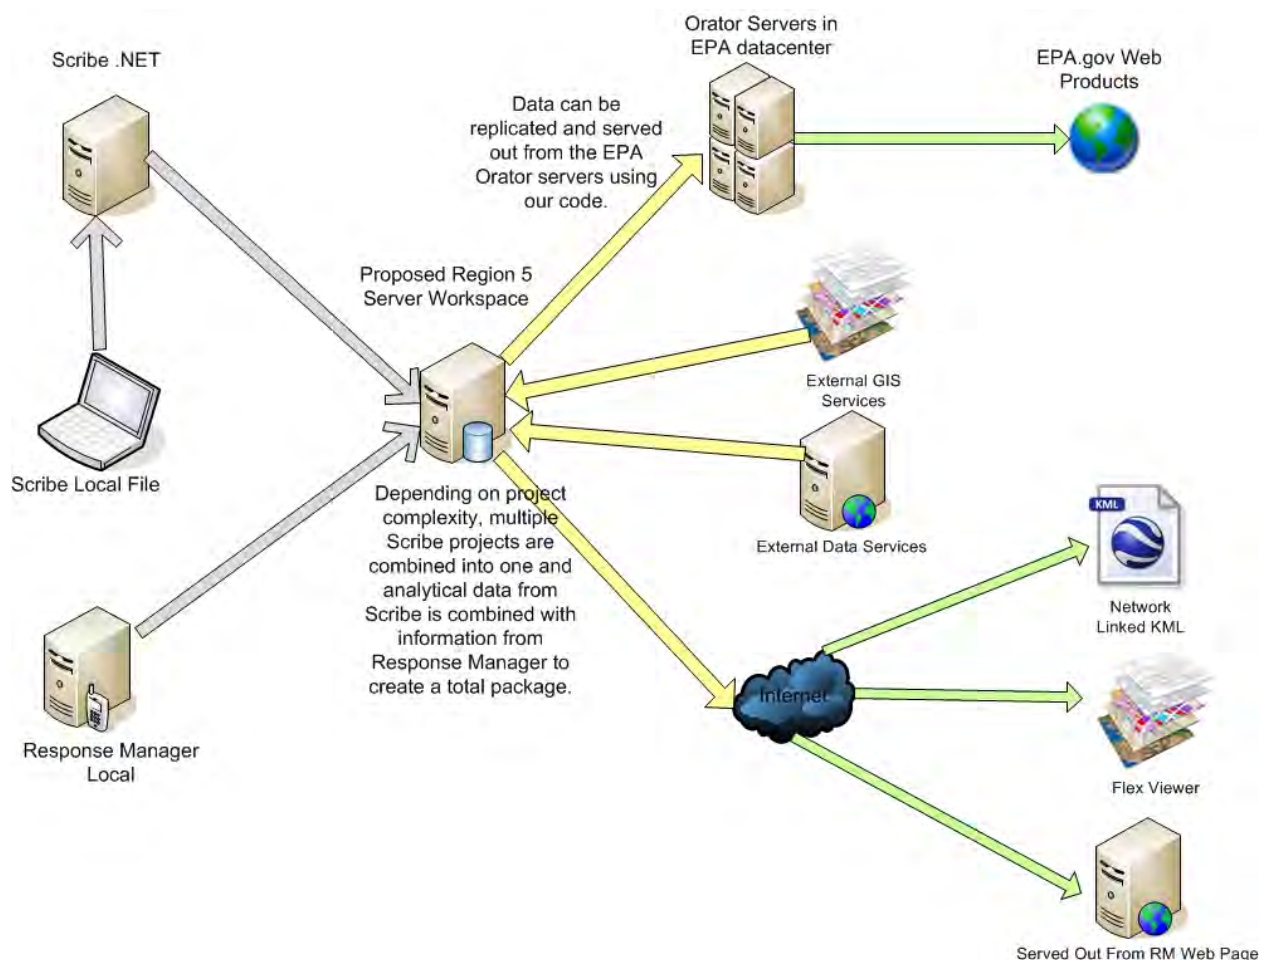 Scribe .NET
Orator Servers in
EPA datacenter
EPA.gov Web
Products
Data can be
replicated and served
out from the EPA
Orator servers using
our code.
Proposed Region 5
Server Workspace
External GIS
Services
Scribe Local File
Depending on project
complexity, multiple
Scribe projects are
combined into one and
analytical data from
Scribe is combined with
information from
Response Manager to
create a total package.
External Data Services
KML
Network
Linked KML
Internet
Response Manager
Local
Flex Viewer
Served Out From RM Web Page